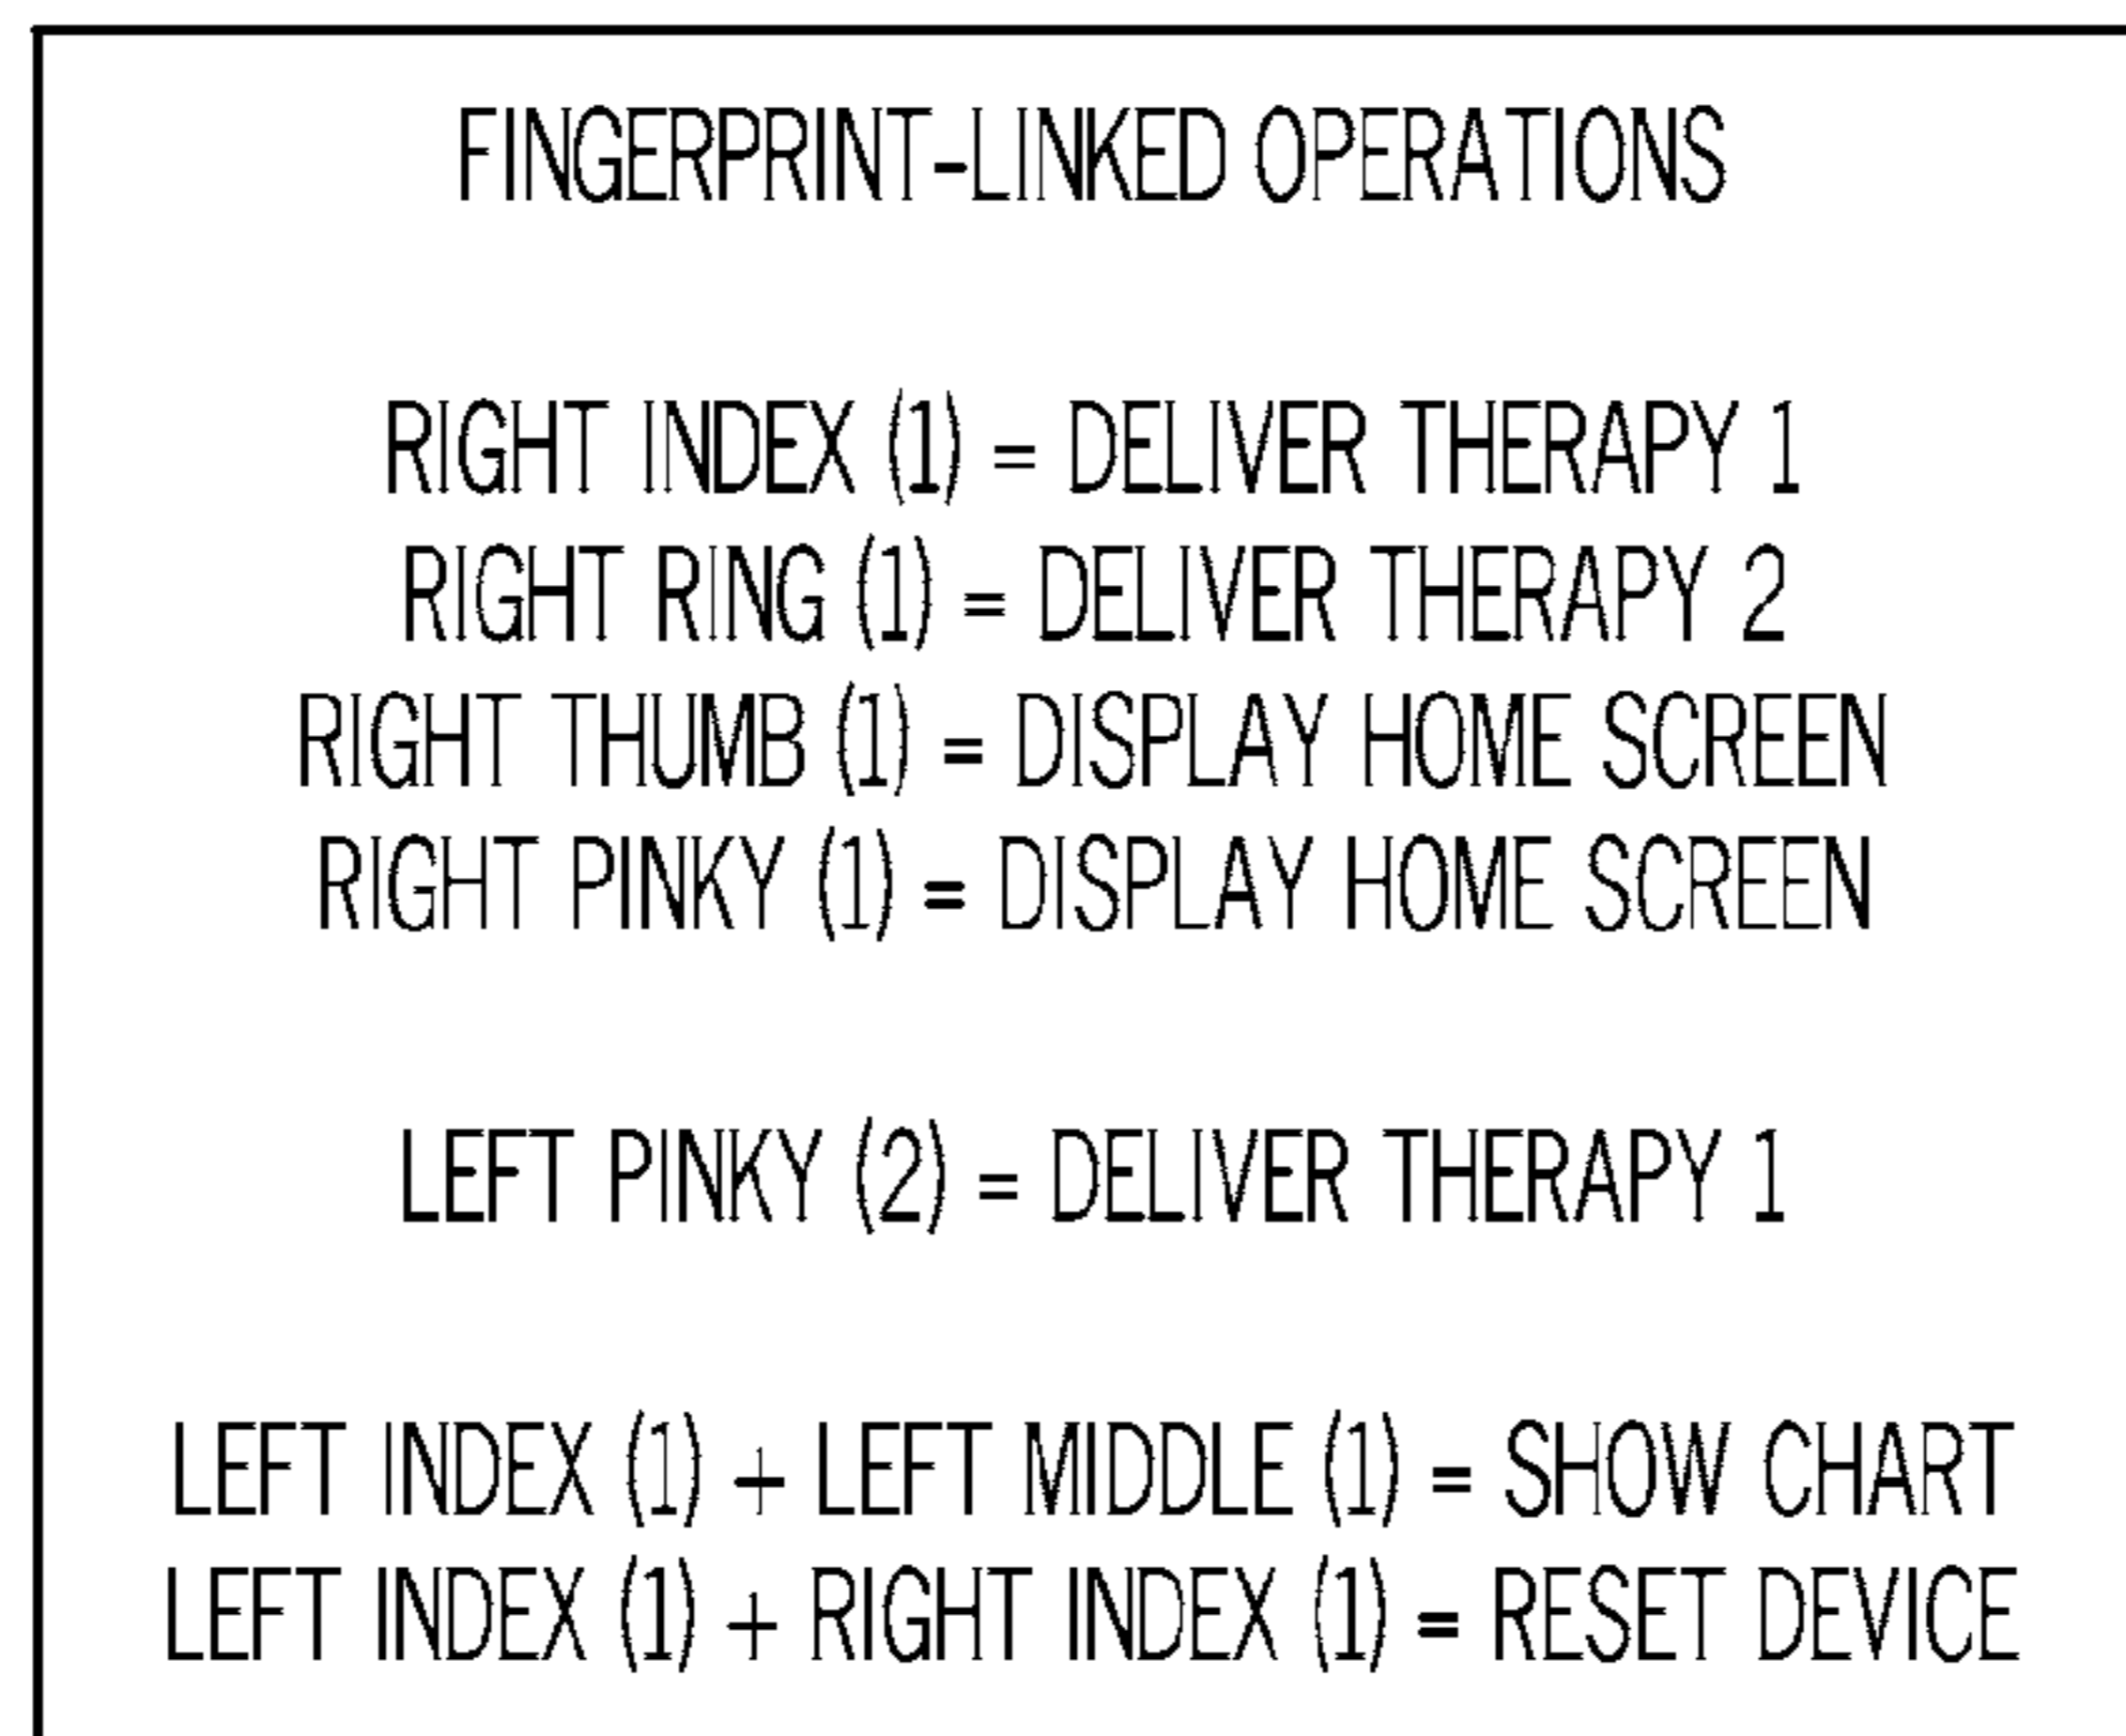 FINGERPRINT-LINKED OPERATIONS
RIGHT INDEX (1) = DELIVER THERAPY 1
RIGHT RING (1) = DELIVER THERAPY 2
RIGHT THUMB (1) = DISPLAY HOME SCREEN
RIGHT PINKY (1) = DISPLAY HOME SCREEN
LEFT PINKY (2) = DELIVER THERAPY 1
LEFT INDEX (1) + LEFT MIDDLE (1) = SHOW CHART
LEFT INDEX (1) + RIGHT INDEX (1) = RESET DEVICE